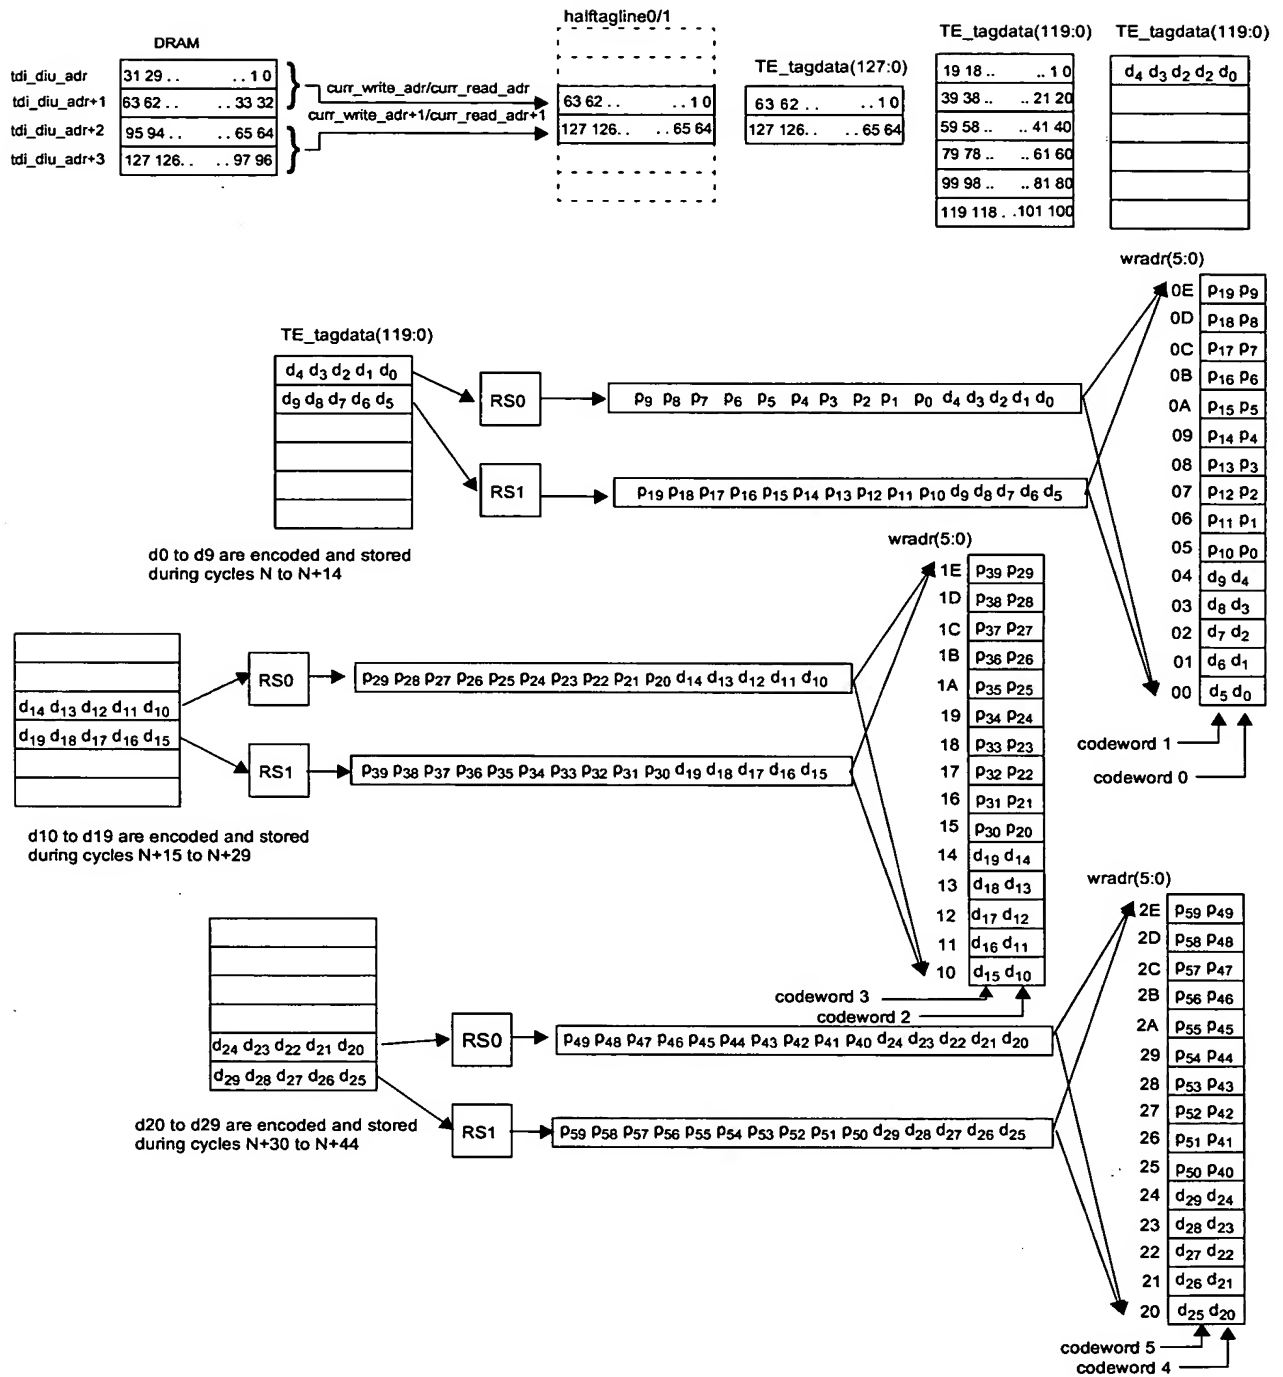 halftagline0/1
DRAM
TE_tagdata(119:0)
TE_tagdata(119:0)
TE_tagdata(127:0)
tdi_diu_adr
31 29 . . . . 1 0
tdi_diu_adr+1
63 62 . . . . 33 32
tdi_diu_adr+2
95 94 . . . . 65 64
tdi_diu_adr+3
127 126. . . . 97 96
curr_write_adr/curr_read_adr
curr_write_adr+1/curr_read_adr+1
63 62 . . . . 1 0
127 126. . . . 65 64
63 62 . . . . 1 0
127 126. . . . 65 64
19 18 .. .. 1 0
39 38 .. .. 21 20
59 58 .. .. 41 40
79 78 .. .. 61 60
99 98 .. .. 81 80
119 118 . .101 100
d4 d3 d2 d2 d0
TE_tagdata(119:0)
d4 d3 d2 d1 d0
d9 d8 d7 d6 d5
RS0
RS1
p9 p8 p7 p6 p5 p4 p3 p2 p1 p0 d4 d3 d2 d1 d0
p19 p18 p17 p16 p15 p14 p13 p12 p11 p10 d9 d8 d7 d6 d5
d0 to d9 are encoded and stored
during cycles N to N+14
wradr(5:0)
0E p19 p9
0D p18 p8
0C p17 p7
0B p16 p6
0A p15 p5
09 p14 p4
08 p13 p3
07 p12 p2
06 p11 p1
05 p10 p0
04 d9 d4
03 d8 d3
02 d7 d2
01 d6 d1
00 d5 d0
codeword 1
codeword 0
d14 d13 d12 d11 d10
d19 d18 d17 d16 d15
RS0
RS1
p29 p28 p27 p26 p25 p24 p23 p22 p21 p20 d14 d13 d12 d11 d10
p39 p38 p37 p36 p35 p34 p33 p32 p31 p30 d19 d18 d17 d16 d15
d10 to d19 are encoded and stored
during cycles N+15 to N+29
wradr(5:0)
1E p39 p29
1D p38 p28
1C p37 p27
1B p36 p26
1A p35 p25
19 p34 p24
18 p33 p23
17 p32 p22
16 p31 p21
15 p30 p20
14 d19 d14
13 d18 d13
12 d17 d12
11 d16 d11
10 d15 d10
codeword 3
codeword 2
d24 d23 d22 d21 d20
d29 d28 d27 d26 d25
RS0
RS1
p49 p48 p47 p46 p45 p44 p43 p42 p41 p40 d24 d23 d22 d21 d20
p59 p58 p57 p56 p55 p54 p53 p52 p51 p50 d29 d28 d27 d26 d25
d20 to d29 are encoded and stored
during cycles N+30 to N+44
wradr(5:0)
2E p59 p49
2D p58 p48
2C p57 p47
2B p56 p46
2A p55 p45
29 p54 p44
28 p53 p43
27 p52 p42
26 p51 p41
25 p50 p40
24 d29 d24
23 d28 d23
22 d27 d22
21 d26 d21
20 d25 d20
codeword 5
codeword 4